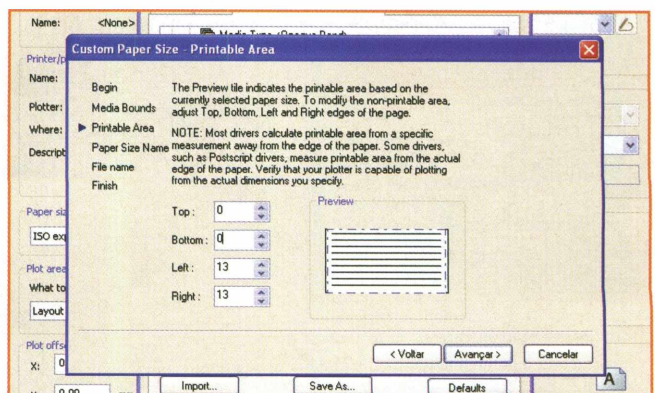 Name: <None>
Custom Paper Size - Printable Area
Printer/p
Name:
Plotter:
Where:
Descript
Begin
Media Bounds
Printable Area
Paper Size Name
File name
Finish
The Preview tile indicates the printable area based on the
currently selected paper size. To modify the non-printable area,
adjust Top, Bottom, Left and Right edges of the page.
NOTE: Most drivers calculate printable area from a specific
measurement away from the edge of the paper. Some drivers,
such as Postscript drivers, measure printable area from the actual
edge of the paper. Verify that your plotter is capable of plotting
from the actual dimensions you specify.
Top : 0
Bottom : 0
Left : 13
Right : 13
Preview
Paper siz
ISO exp
Plot area
What to
Layout
Plot offs
X: 0
< Voltar
Avançar >
Cancelar
Import...
Save As...
Defaults
A
0.00